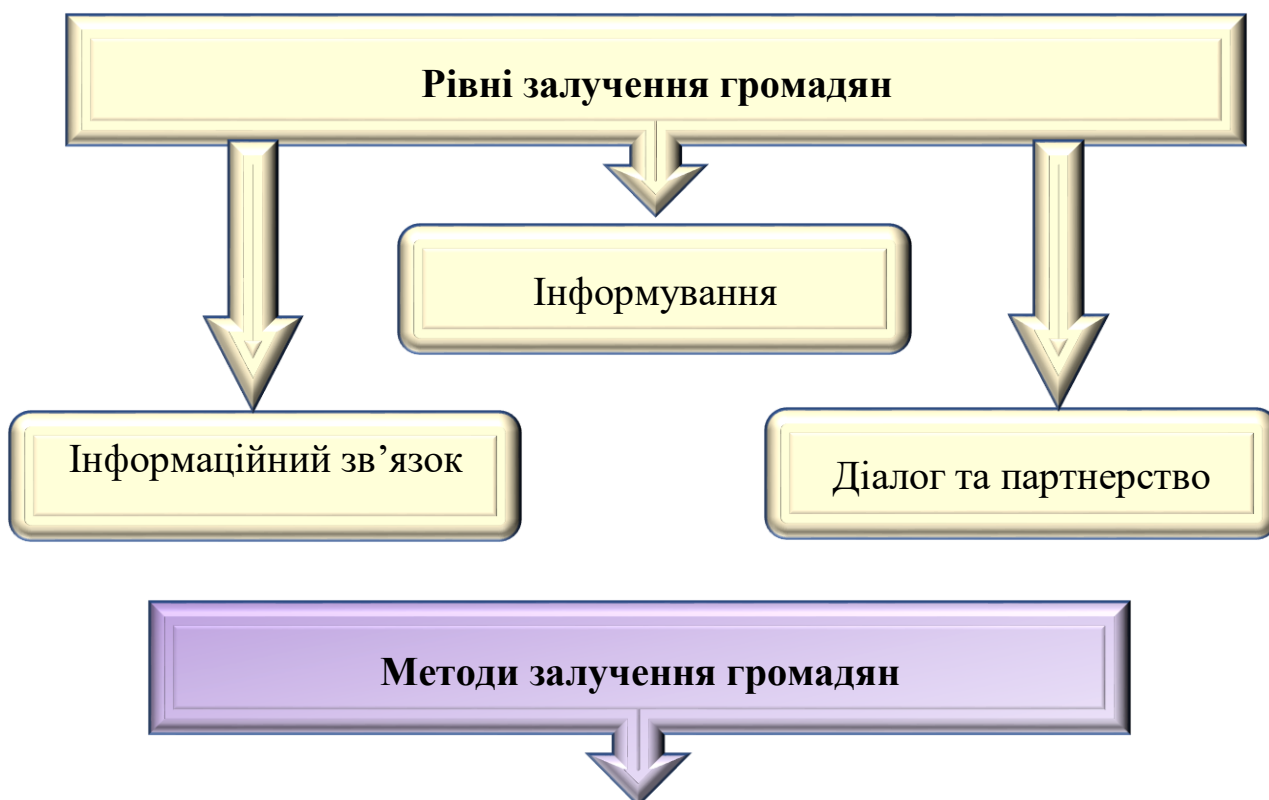 Рівні залучення громадян
Інформування
Інформаційний зв’язок
Діалог та партнерство
Методи залучення громадян